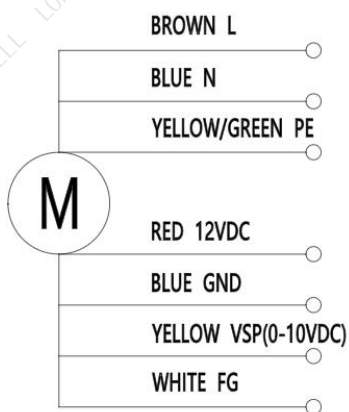 BROWN L
BLUE N
YELLOW/GREEN PE
M
RED 12VDC
BLUE GND
YELLOW VSP(0-10VDC)
WHITE FG